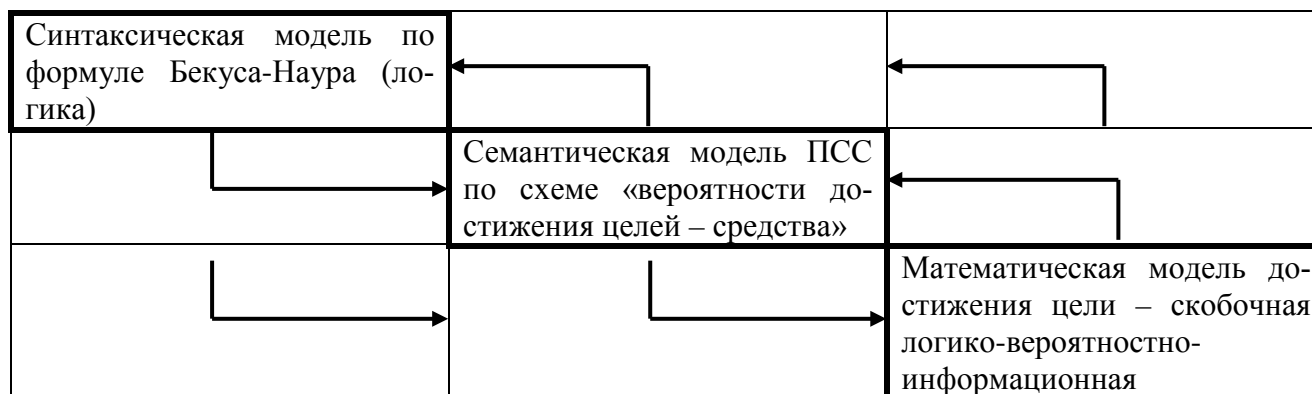 Синтаксическая модель по
формуле Бекуса-Наура (ло-
гика)
Семантическая модель ПСС
по схеме «вероятности до-
стижения целей – средства»
Математическая модель до-
стижения цели – скобочная
логико-вероятностно-
информационная